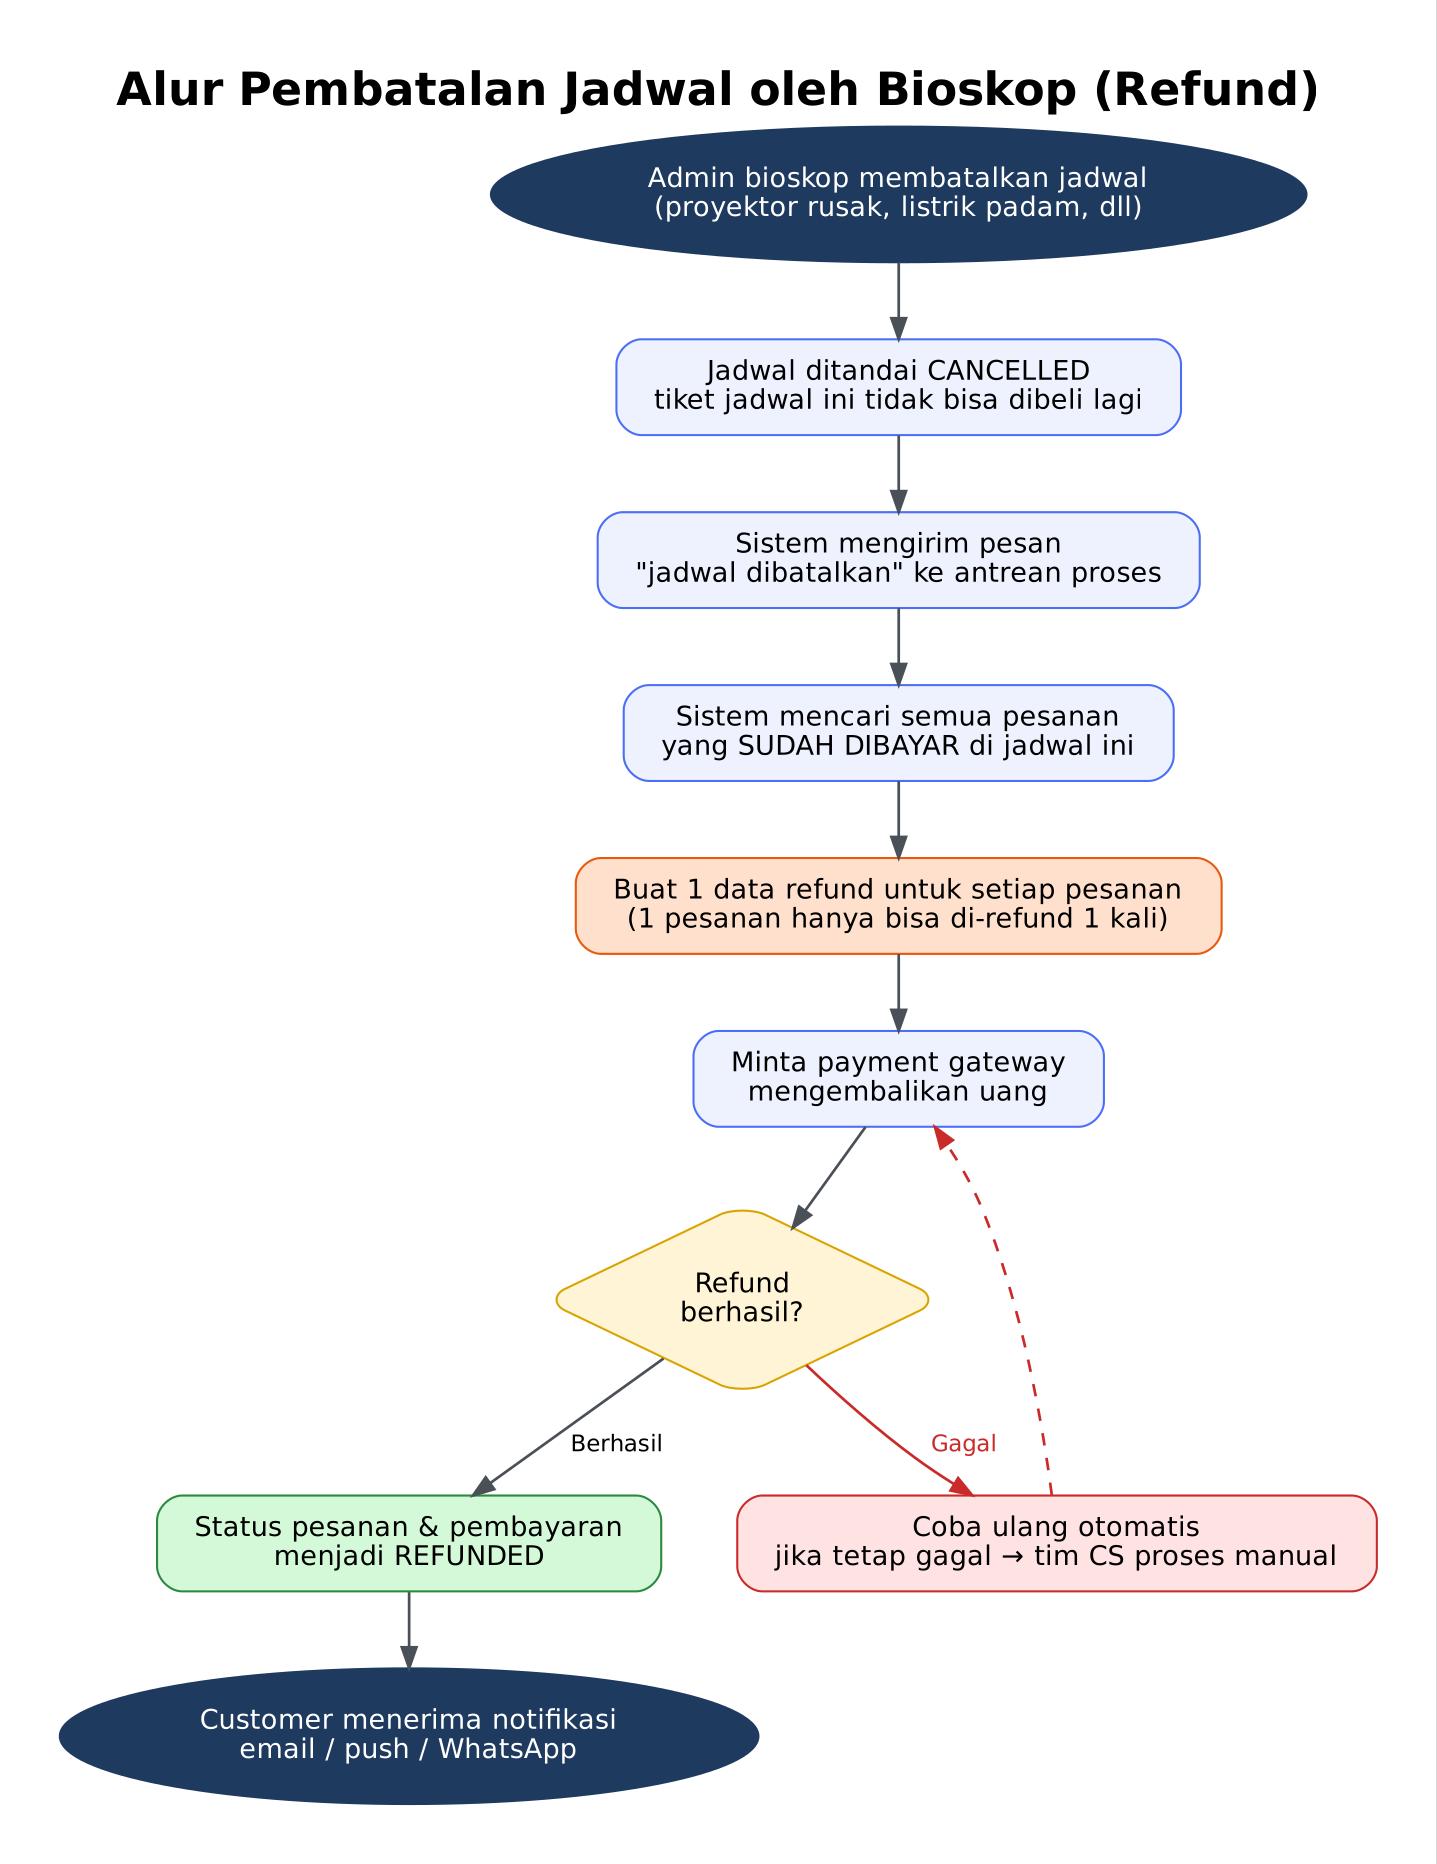 Alur Pembatalan Jadwal oleh Bioskop (Refund)
Admin bioskop membatalkan jadwal
(proyektor rusak, listrik padam, dll)
Jadwal ditandai CANCELLED
tiket jadwal ini tidak bisa dibeli lagi
Sistem mengirim pesan
"jadwal dibatalkan" ke antrean proses
Sistem mencari semua pesanan
yang SUDAH DIBAYAR di jadwal ini
Buat 1 data refund untuk setiap pesanan
(1 pesanan hanya bisa di-refund 1 kali)
Minta payment gateway
mengembalikan uang
Refund
berhasil?
Berhasil
Gagal
Status pesanan & pembayaran
menjadi REFUNDED
Coba ulang otomatis
jika tetap gagal → tim CS proses manual
Customer menerima notifikasi
email / push / WhatsApp